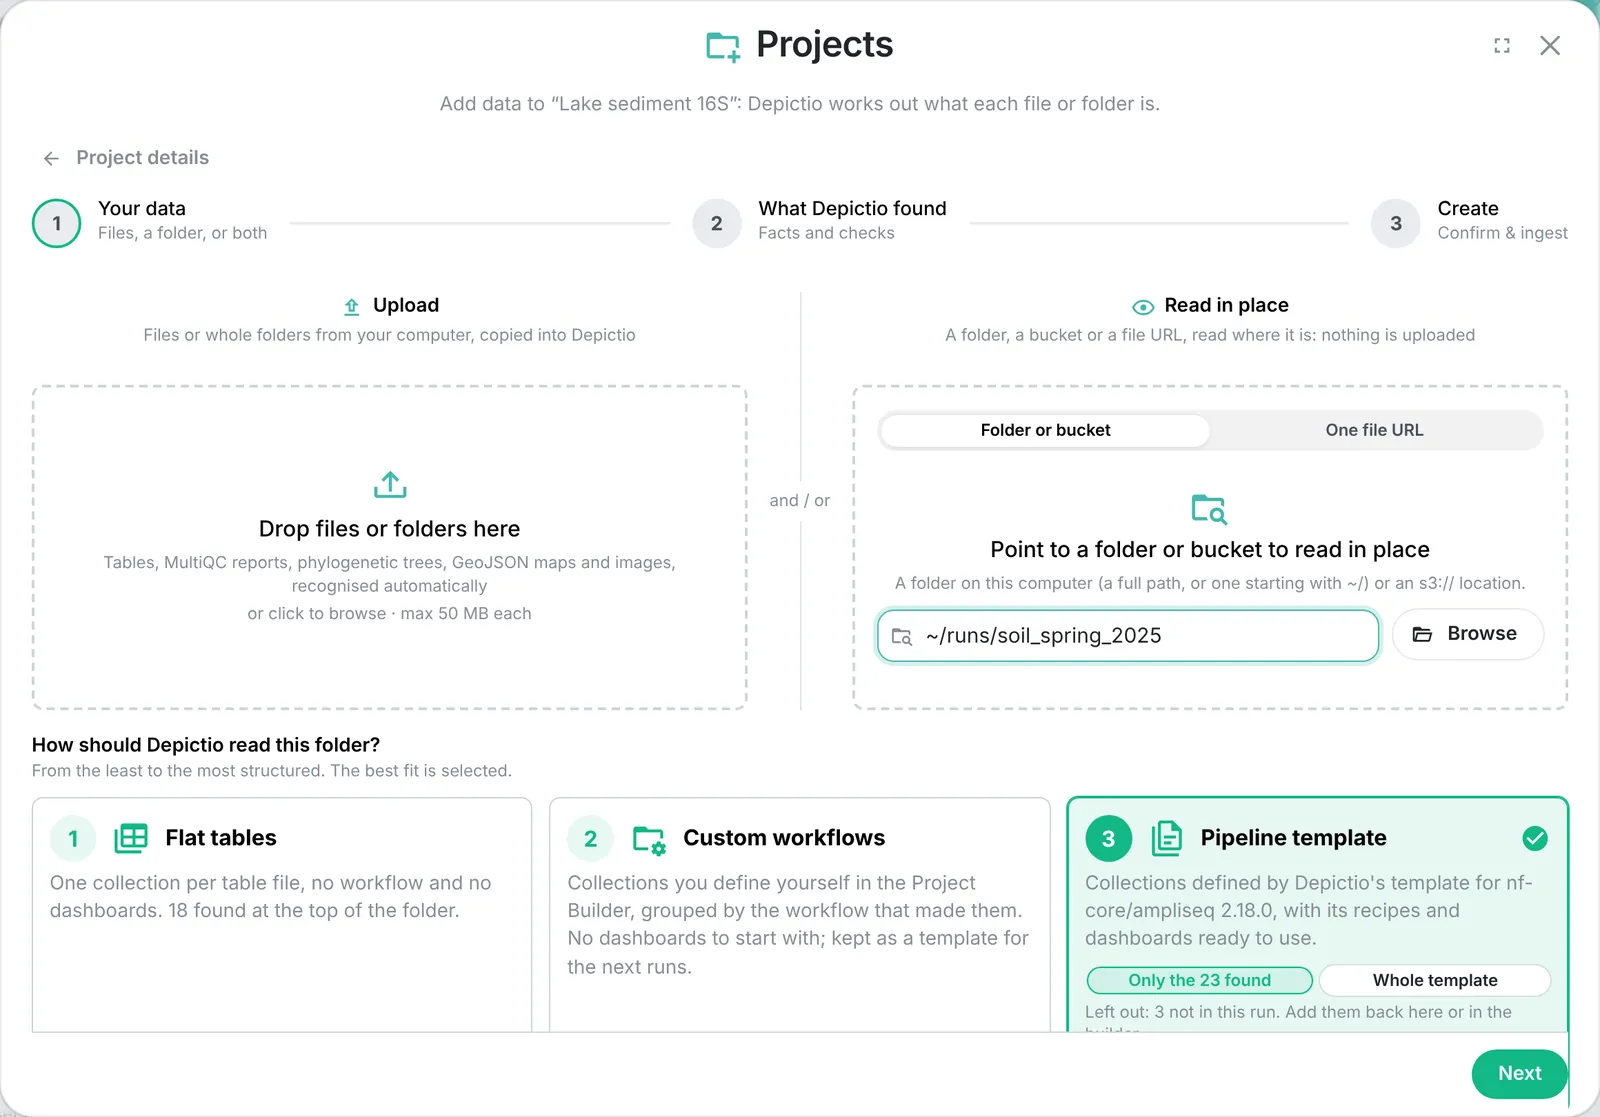 Projects
Add data to “Lake sediment 16S”: Depictio works out what each file or folder is.
Project details
1
Your data
Files, a folder, or both
2
What Depictio found
Facts and checks
3
Create
Confirm & ingest
Upload
Files or whole folders from your computer, copied into Depictio
Drop files or folders here
Tables, MultiQC reports, phylogenetic trees, GeoJSON maps and images,
recognised automatically
or click to browse · max 50 MB each
and / or
Read in place
A folder, a bucket or a file URL, read where it is: nothing is uploaded
Folder or bucket
One file URL
Point to a folder or bucket to read in place
A folder on this computer (a full path, or one starting with ~/) or an s3:// location.
~/runs/soil_spring_2025
Browse
How should Depictio read this folder?
From the least to the most structured. The best fit is selected.
1
Flat tables
One collection per table file, no workflow and no
dashboards. 18 found at the top of the folder.
2
Custom workflows
Collections you define yourself in the Project
Builder, grouped by the workflow that made them.
No dashboards to start with; kept as a template for
the next runs.
3
Pipeline template
Collections defined by Depictio's template for nf-
core/ampliseq 2.18.0, with its recipes and
dashboards ready to use.
Only the 23 found
Whole template
Left out: 3 not in this run. Add them back here or in the
Next